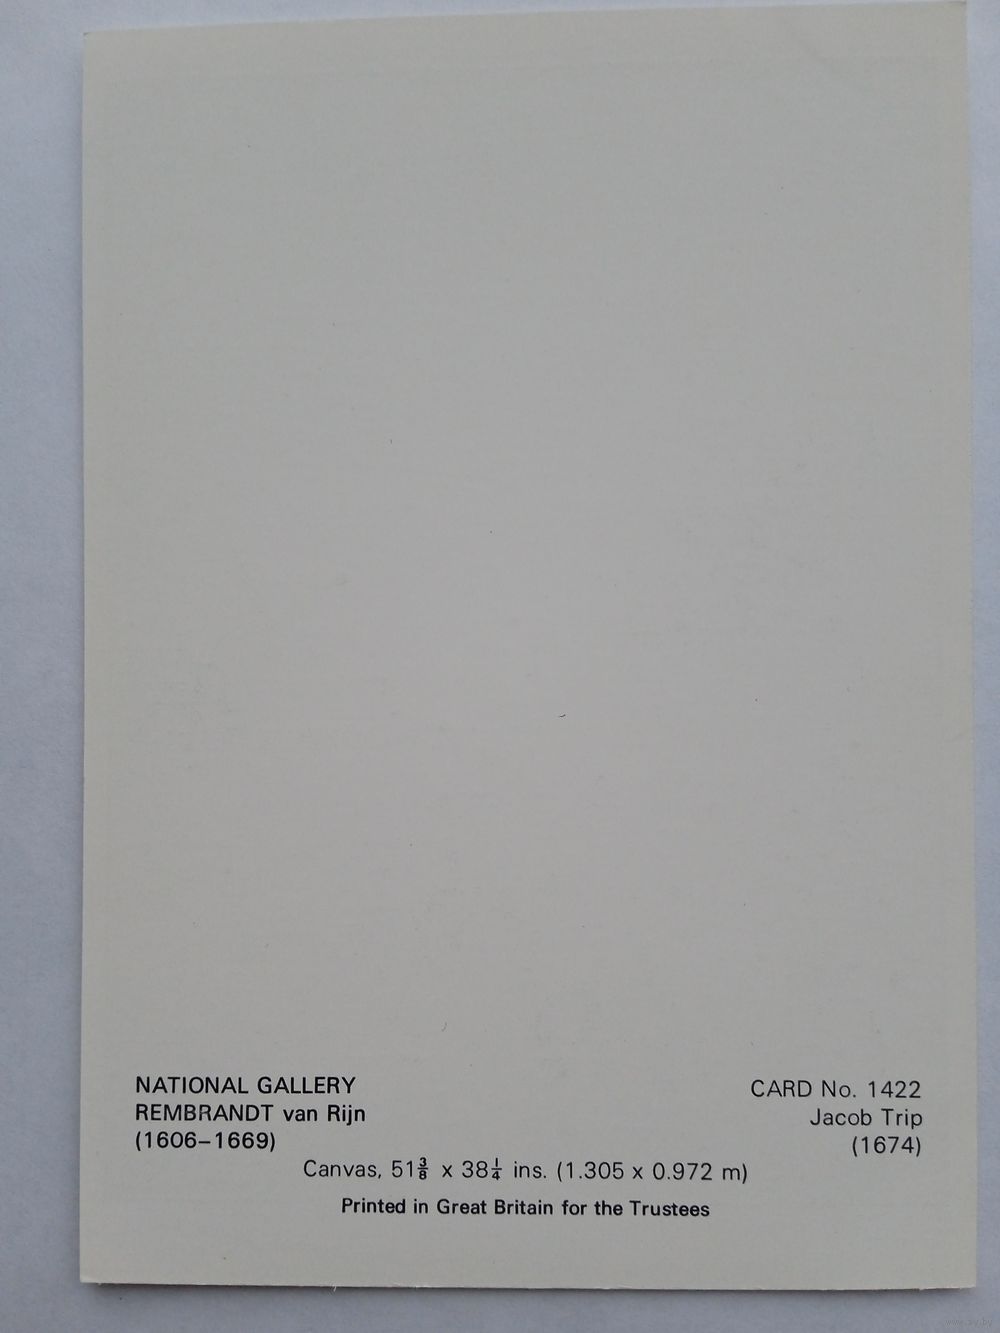 NATIONAL GALLERY
REMBRANDT van Rijn
(1606–1669)
CARD No. 1422
Jacob Trip
(1674)
Canvas, 51⅜ x 38¼ ins. (1.305 x 0.972 m)
Printed in Great Britain for the Trustees